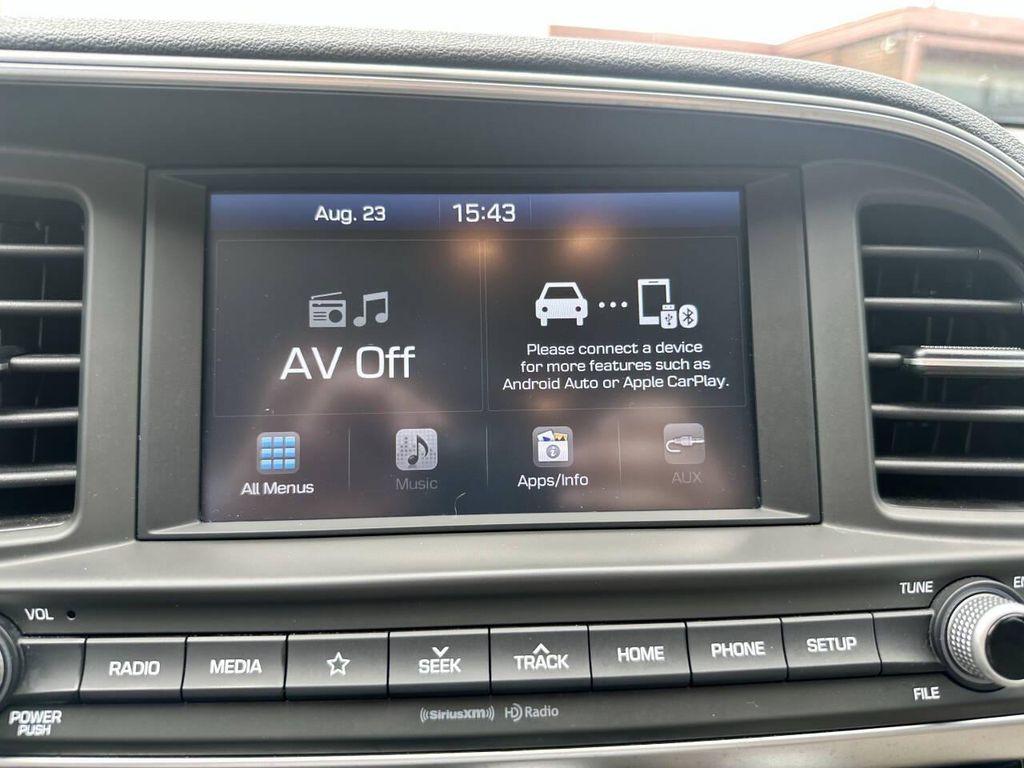 Aug. 23
15:43
AV Off
Please connect a device
for more features such as
Android Auto or Apple CarPlay.
All Menus
Music
Apps/Info
AUX
VOL
TUNE
RADIO
MEDIA
SEEK
TRACK
HOME
PHONE
SETUP
POWER
PUSH
FILE
((SiriusXM))
HD Radio